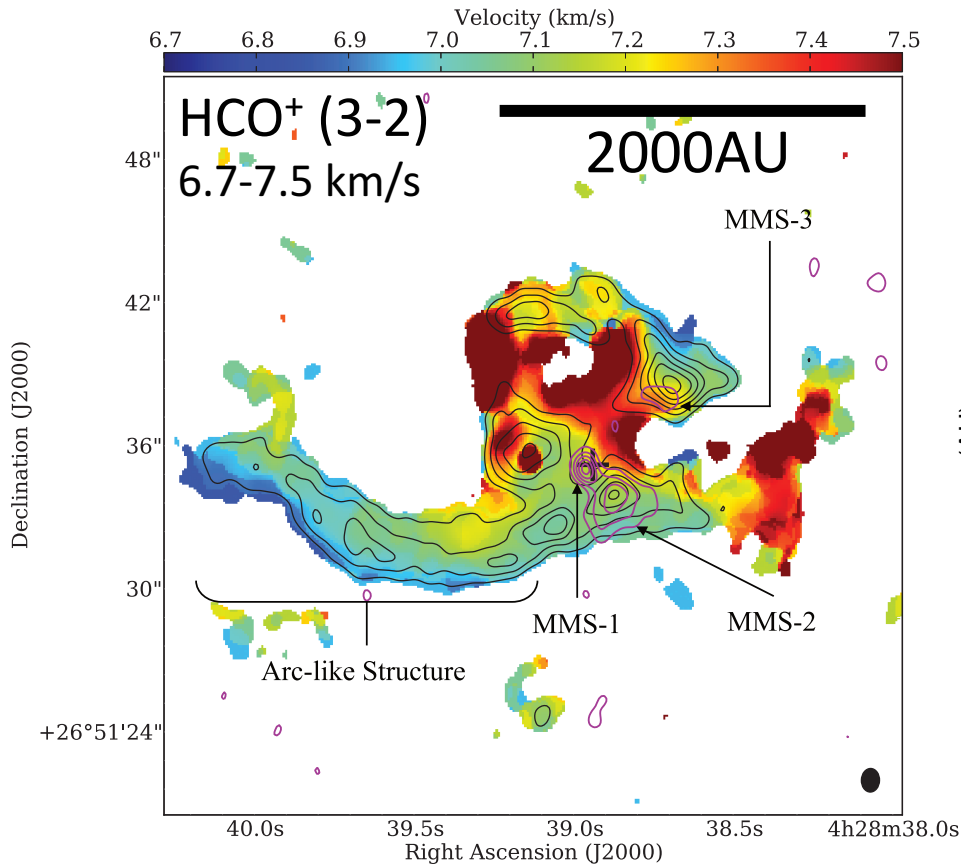 Velocity (km/s)
6.7 6.8 6.9 7.0 7.1 7.2 7.3 7.4 7.5
HCO⁺ (3-2)
6.7-7.5 km/s
2000AU
MMS-3
48"
42"
36"
30"
+26°51'24"
Declination (J2000)
MMS-1
MMS-2
Arc-like Structure
40.0s 39.5s 39.0s 38.5s 4h28m38.0s
Right Ascension (J2000)